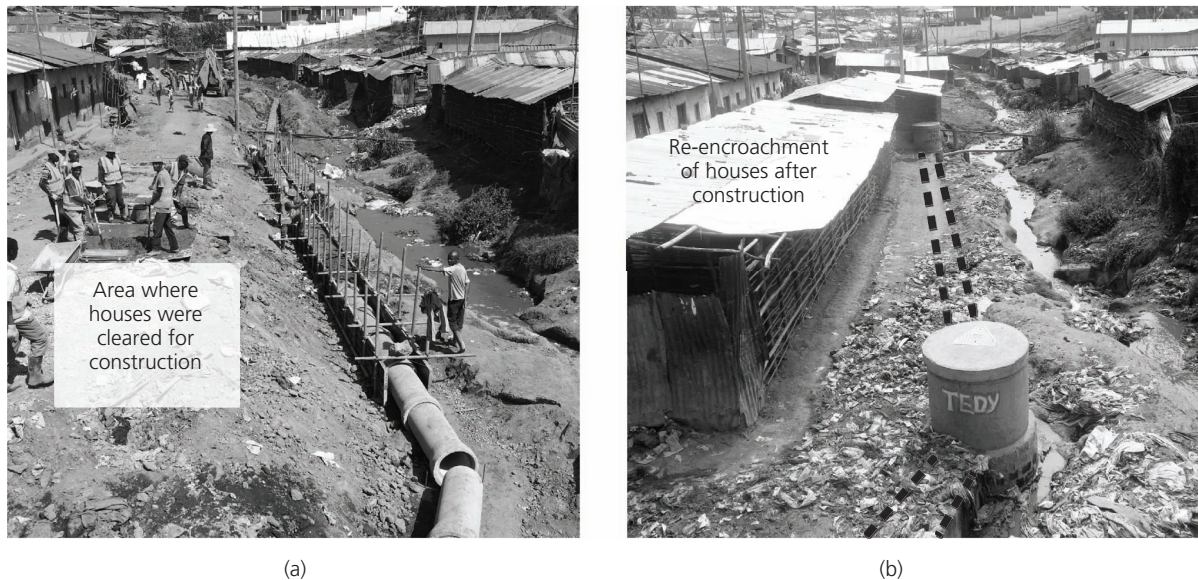 Area where
houses were
cleared for
construction
Re-encroachment
of houses after
construction
TEDY
(a)
(b)